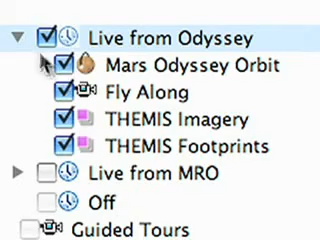 Live from Odyssey
Mars Odyssey Orbit
Fly Along
THEMIS Imagery
THEMIS Footprints
Live from MRO
Off
Guided Tours